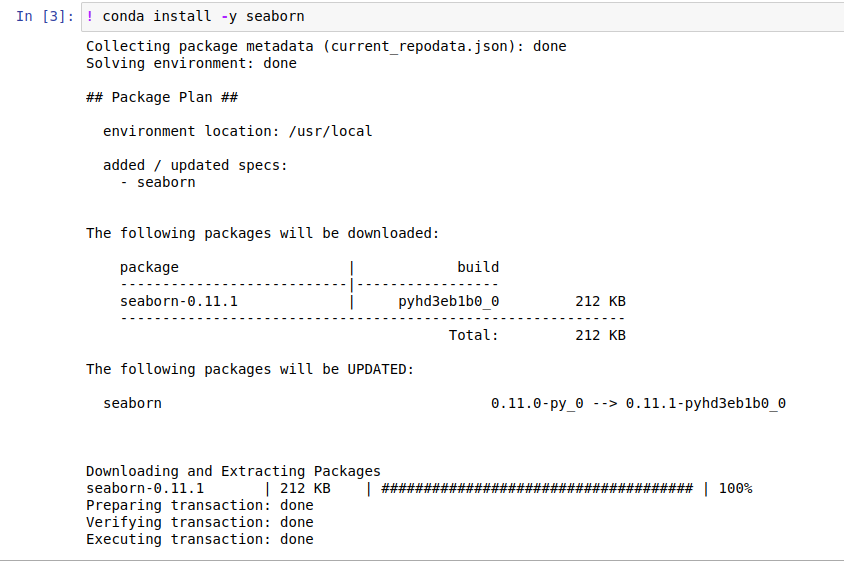 In [3]: ! conda install -y seaborn
Collecting package metadata (current_repodata.json): done
Solving environment: done
## Package Plan ##
environment location: /usr/local
added / updated specs:
- seaborn
The following packages will be downloaded:
package | build
---------------------------|-----------------
seaborn-0.11.1 | pyhd3eb1b0_0 212 KB
------------------------------------------------------------
Total: 212 KB
The following packages will be UPDATED:
seaborn 0.11.0-py_0 --> 0.11.1-pyhd3eb1b0_0
Downloading and Extracting Packages
seaborn-0.11.1 | 212 KB | ##################################### | 100%
Preparing transaction: done
Verifying transaction: done
Executing transaction: done